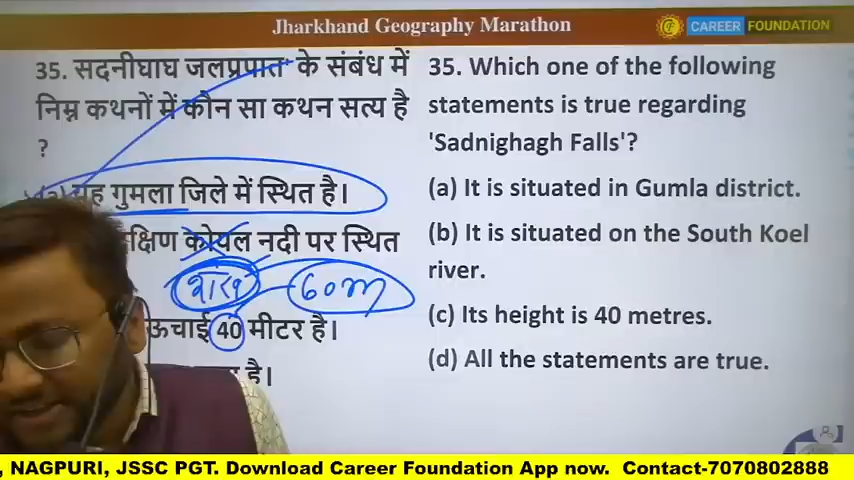 Jharkhand Geography Marathon
CAREER FOUNDATION
35. सदनीघाघ जलप्रपात' के संबंध में
निम्न कथनों में कौन सा कथन सत्य है
?
यह गुमला जिले में स्थित है।
क्षिण कोयल नदी पर स्थित
शंख 60m
ऊचाई 40 मीटर है।
है।
35. Which one of the following
statements is true regarding
'Sadnighagh Falls'?
(a) It is situated in Gumla district.
(b) It is situated on the South Koel
river.
(c) Its height is 40 metres.
(d) All the statements are true.
, NAGPURI, JSSC PGT. Download Career Foundation App now. Contact-7070802888